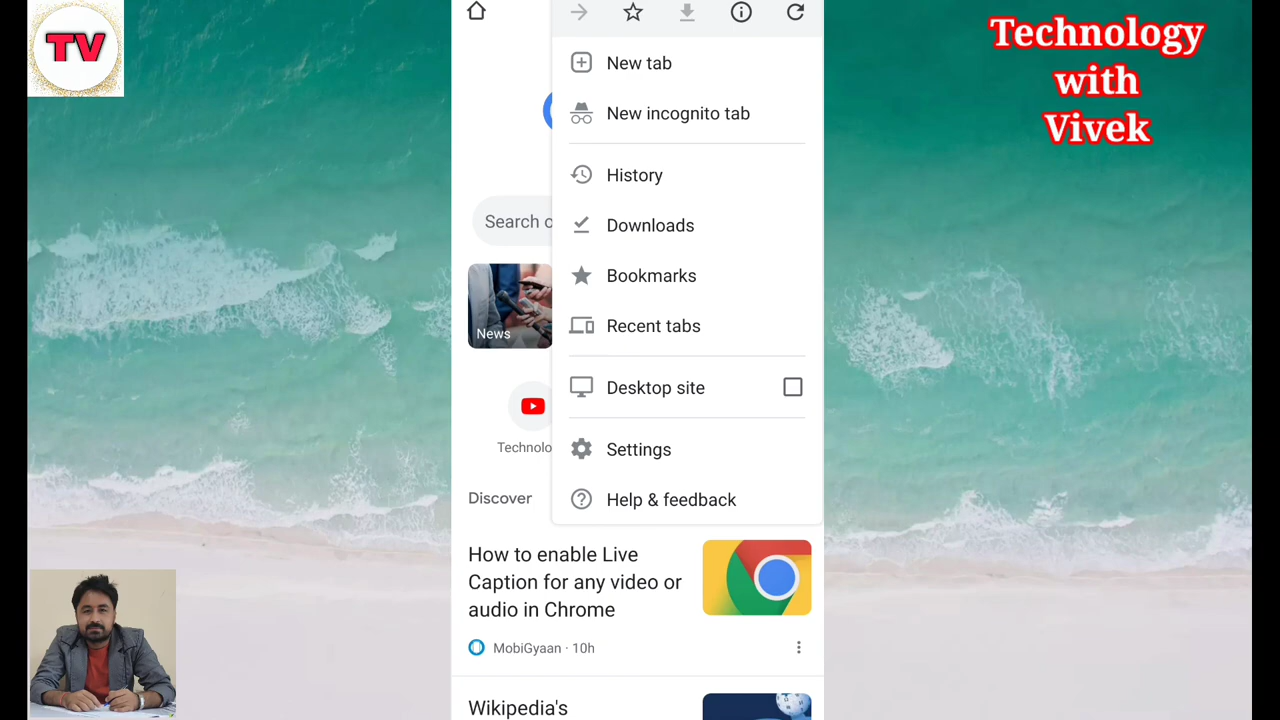 TV
Technology
with
Vivek
New tab
New incognito tab
History
Downloads
Bookmarks
Recent tabs
Desktop site
Settings
Help & feedback
Search o
News
Technolo
Discover
How to enable Live
Caption for any video or
audio in Chrome
MobiGyaan · 10h
Wikipedia's